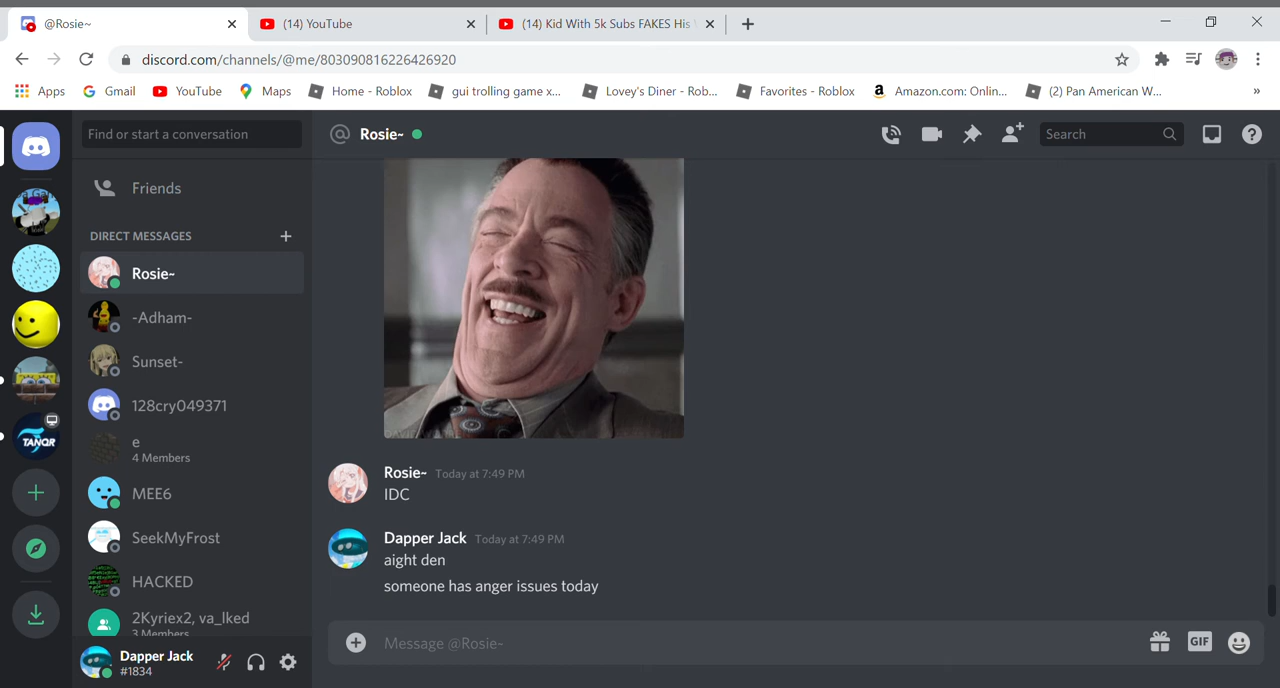 @Rosie~
(14) YouTube
(14) Kid With 5k Subs FAKES His
discord.com/channels/@me/803090816226426920
Apps
Gmail
YouTube
Maps
Home - Roblox
gui trolling game x...
Lovey's Diner - Rob...
Favorites - Roblox
Amazon.com: Onlin...
(2) Pan American W...
»
Find or start a conversation
@ Rosie~
Search
Friends
DIRECT MESSAGES
Rosie~
-Adham-
Sunset-
128cry049371
e
4 Members
MEE6
SeekMyFrost
HACKED
2Kyriex2, va_lked
3 Members
TANQR
Dapper Jack
#1834
Rosie~ Today at 7:49 PM
IDC
Dapper Jack Today at 7:49 PM
aight den
someone has anger issues today
Message @Rosie~
GIF